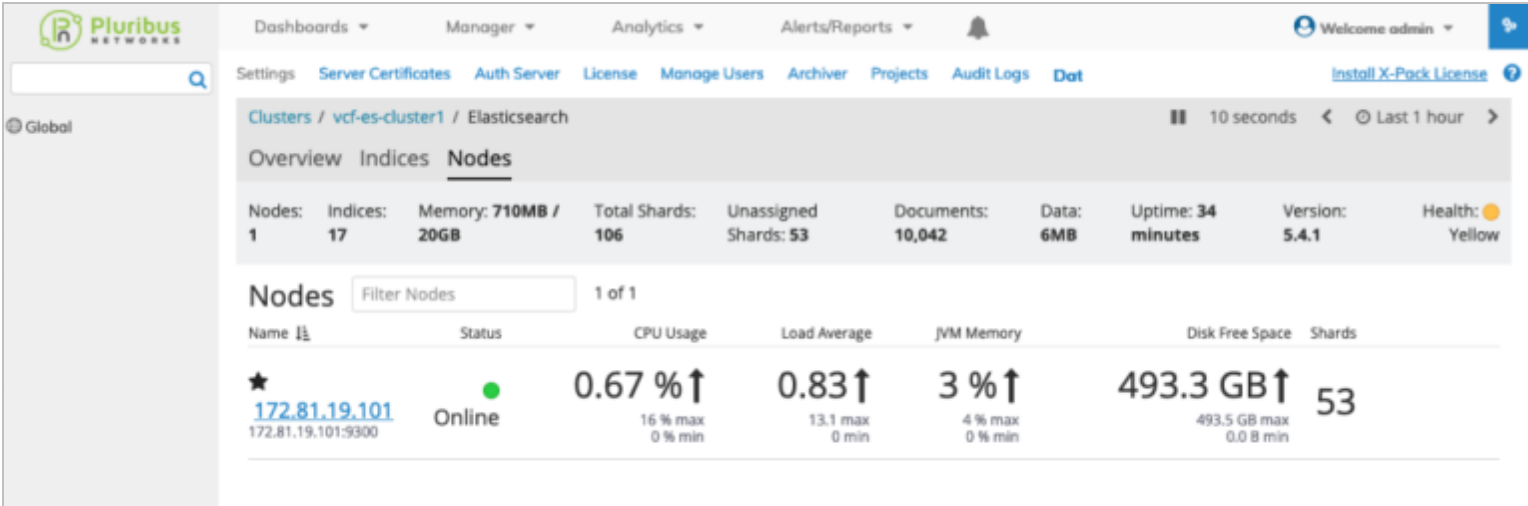 Pluribus
NETWORKS
Dashboards Manager Analytics Alerts/Reports Welcome admin
Settings Server Certificates Auth Server License Manage Users Archiver Projects Audit Logs Dat Install X-Pack License ?
Global
Clusters / vcf-es-cluster1 / Elasticsearch 10 seconds Last 1 hour
Overview Indices Nodes
Nodes: Indices: Memory: 710MB / Total Shards: Unassigned Documents: Data: Uptime: 34 Version: Health:
1 17 20GB 106 Shards: 53 10,042 6MB minutes 5.4.1 Yellow
Nodes Filter Nodes 1 of 1
Name Status CPU Usage Load Average JVM Memory Disk Free Space Shards
172.81.19.101 Online 0.67 % 0.83 3 % 493.3 GB 53
172.81.19.101:9300 16 % max 13.1 max 4 % max 493.5 GB max
0 % min 0 min 0 % min 0.0 B min